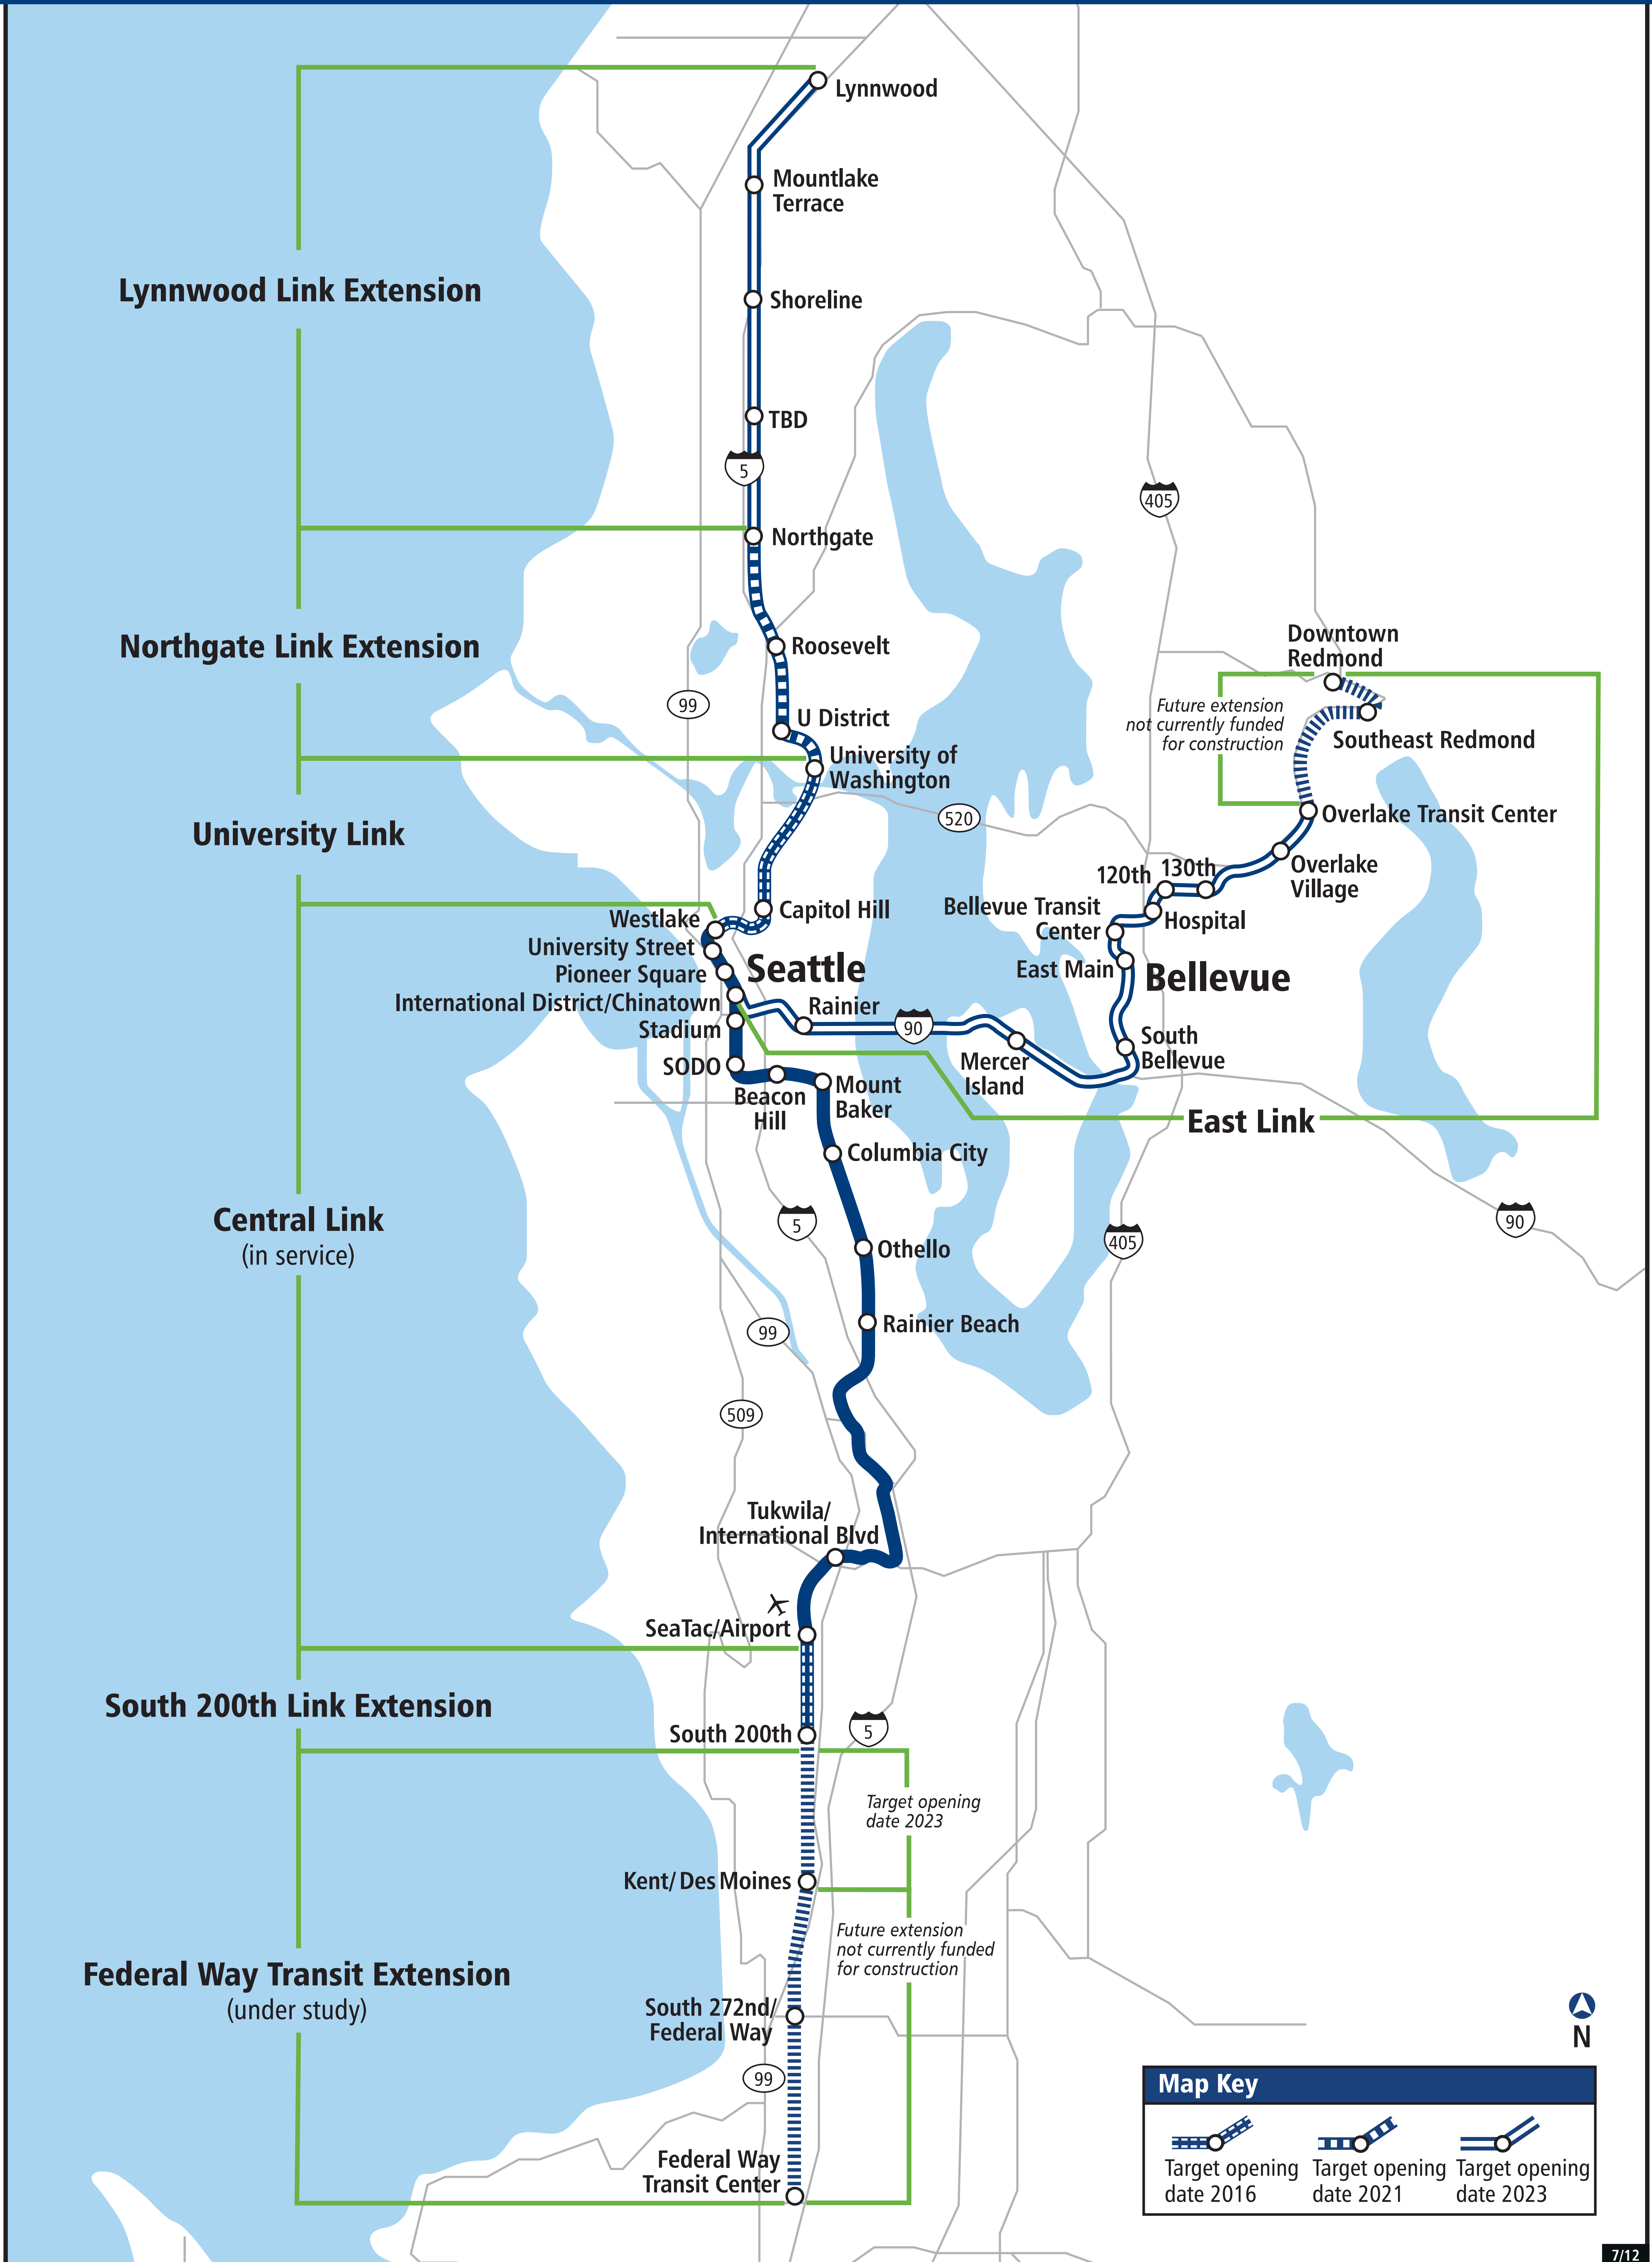 Lynnwood
Mountlake
Terrace
Lynnwood Link Extension
Shoreline
TBD
5
405
Northgate
Northgate Link Extension
Roosevelt
99
U District
University of
Washington
520
Downtown
Redmond
Future extension
not currently funded
for construction
Southeast Redmond
Overlake Transit Center
Overlake
Village
130th
120th
Hospital
Bellevue Transit
Center
East Main
Bellevue
South
Bellevue
University Link
Capitol Hill
Westlake
University Street
Seattle
Pioneer Square
International District/Chinatown
Stadium
Rainier
90
Mercer
Island
SODO
Beacon
Hill
Mount
Baker
East Link
Columbia City
Central Link
(in service)
5
405
90
Othello
Rainier Beach
99
509
Tukwila/
International Blvd
SeaTac/Airport
South 200th Link Extension
South 200th
5
Target opening
date 2023
Kent/Des Moines
Future extension
not currently funded
for construction
Federal Way Transit Extension
(under study)
South 272nd/
Federal Way
99
Federal Way
Transit Center
N
Map Key
Target opening
date 2016
Target opening
date 2021
Target opening
date 2023
7/12